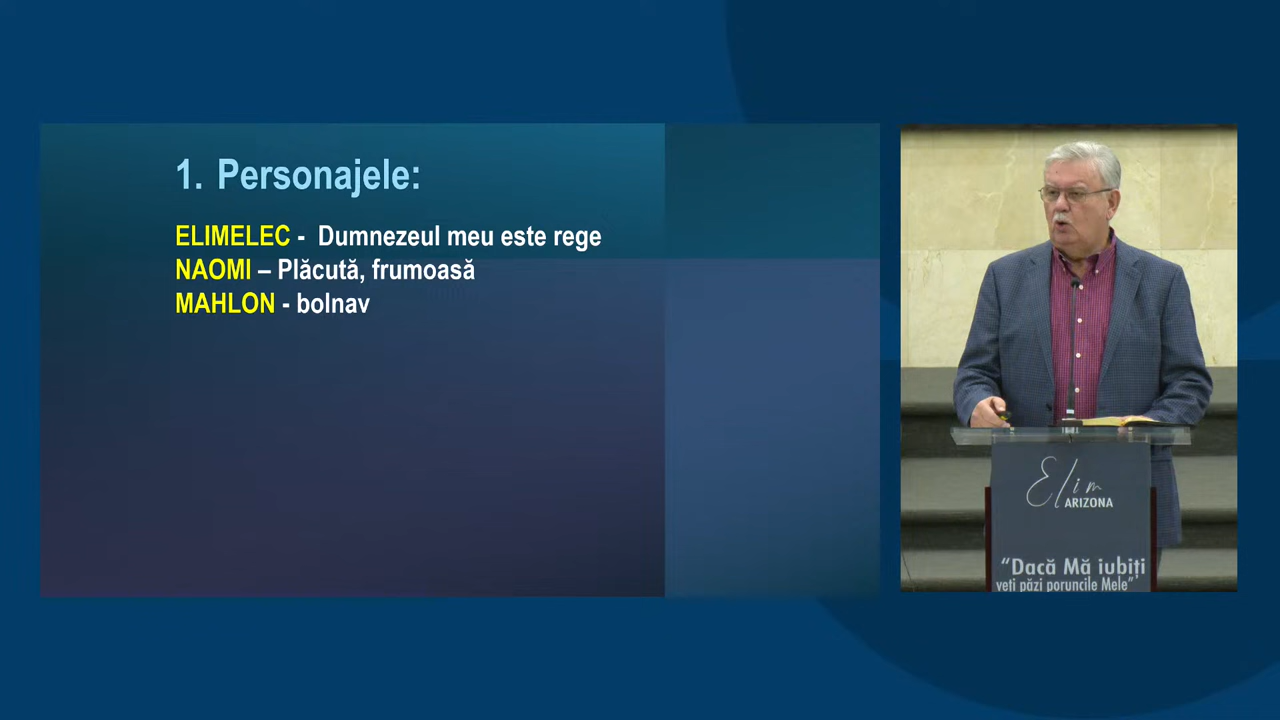 1. Personajele:
ELIMELEC - Dumnezeul meu este rege
NAOMI – Plăcută, frumoasă
MAHLON - bolnav
Elim
ARIZONA
“Dacă Mă iubiți
veti păzi poruncile Mele”